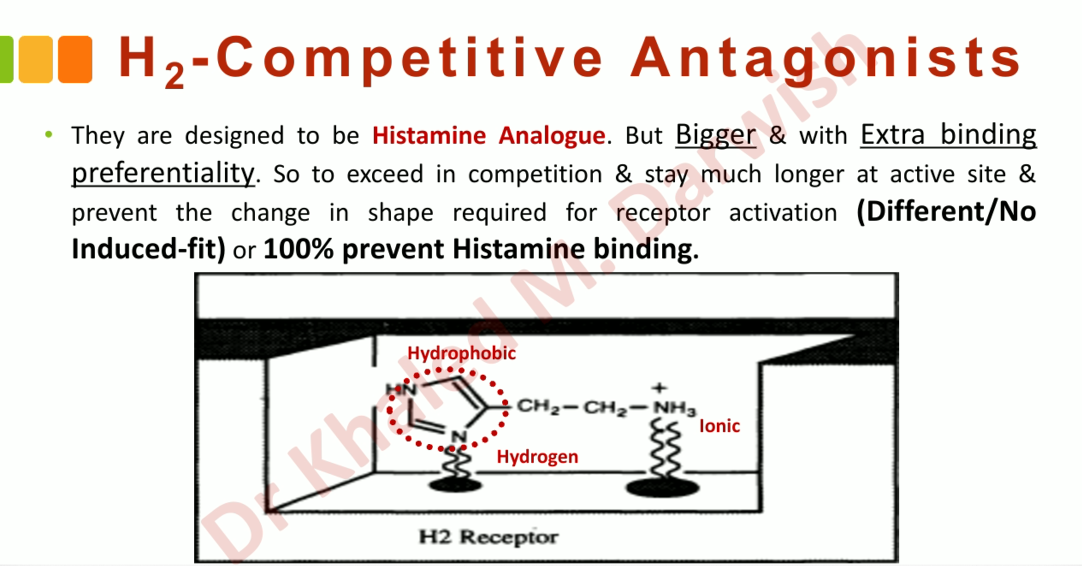 H₂-Competitive Antagonists
• They are designed to be Histamine Analogue. But Bigger & with Extra binding
preferentiality. So to exceed in competition & stay much longer at active site &
prevent the change in shape required for receptor activation (Different/No
Induced-fit) or 100% prevent Histamine binding.
Hydrophobic
HN
+
CH₂–CH₂–NH₃
Ionic
N
Hydrogen
H2 Receptor
Dr Khaled M. Darwish